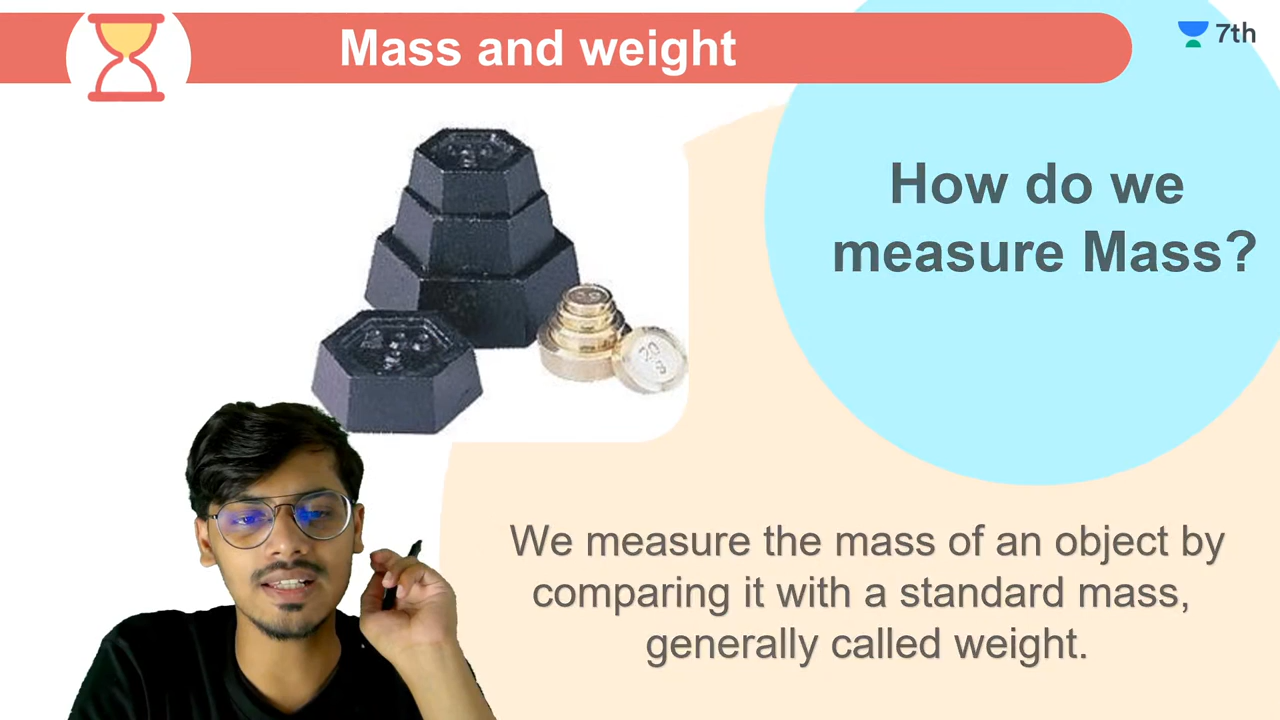 Mass and weight
7th
How do we
measure Mass?
20
g
We measure the mass of an object by
comparing it with a standard mass,
generally called weight.